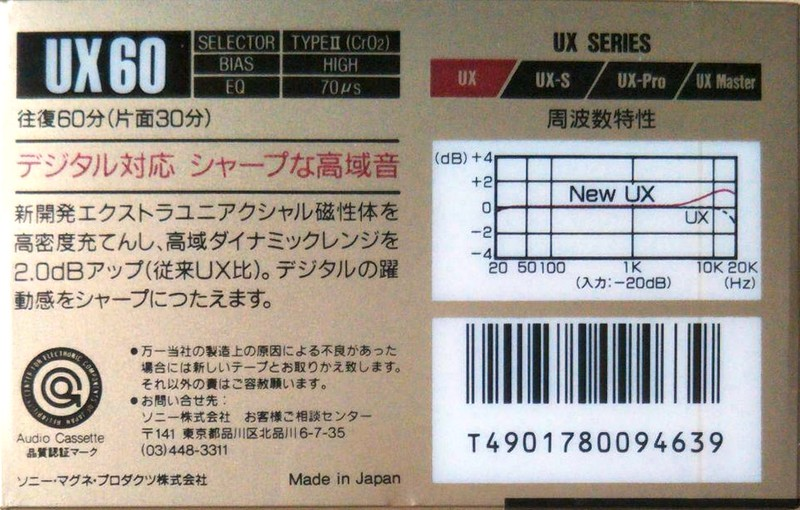 UX60
SELECTOR TYPEⅡ (CrO2)
BIAS HIGH
EQ 70μs
往復60分(片面30分)
デジタル対応 シャープな高域音
新開発エクストラユニアクシャル磁性体を
高密度充てんし、高域ダイナミックレンジを
2.0dBアップ(従来UX比)。デジタルの躍
動感をシャープにつたえます。
CENTER FOR ELECTRONIC COMPONENTS OF JAPAN RELIABILITY
Audio Cassette
品質認証マーク
●万一当社の製造上の原因による不良があった
場合には新しいテープとお取りかえ致します。
それ以外の責はご容赦願います。
●お問い合せ先:
ソニー株式会社 お客様ご相談センター
〒141 東京都品川区北品川6-7-35
(03)448-3311
ソニー・マグネ・プロダクツ株式会社 Made in Japan
UX SERIES
UX UX-S UX-Pro UX Master
周波数特性
(dB) +4
+2
New UX
0
UX
-2
-4
20 50 100 1K 10K 20K
(入力:-20dB) (Hz)
T4901780094639